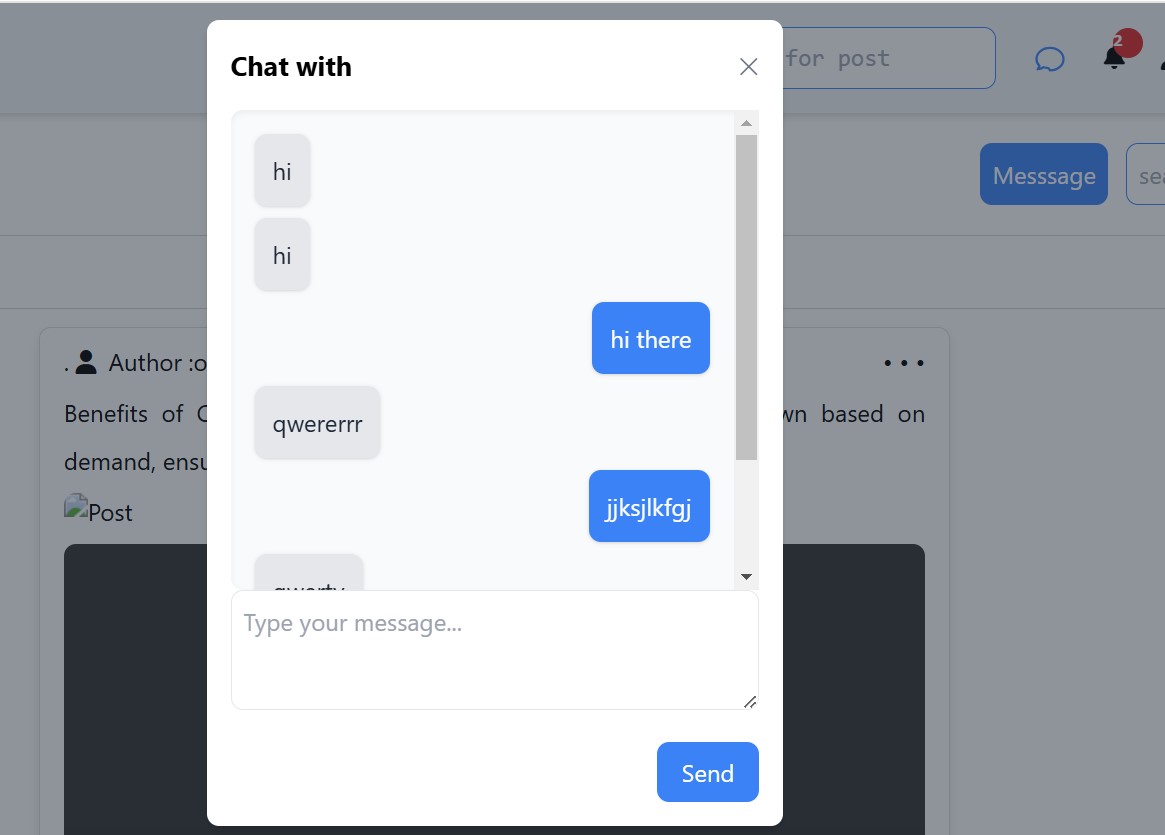 Chat with
for post
2
Messsage
sea
hi
hi
hi there
. Author :o
Benefits of C
wn based on
qwererrr
demand, ensu
jjksjlkfgj
Post
qwerty
Type your message...
Send